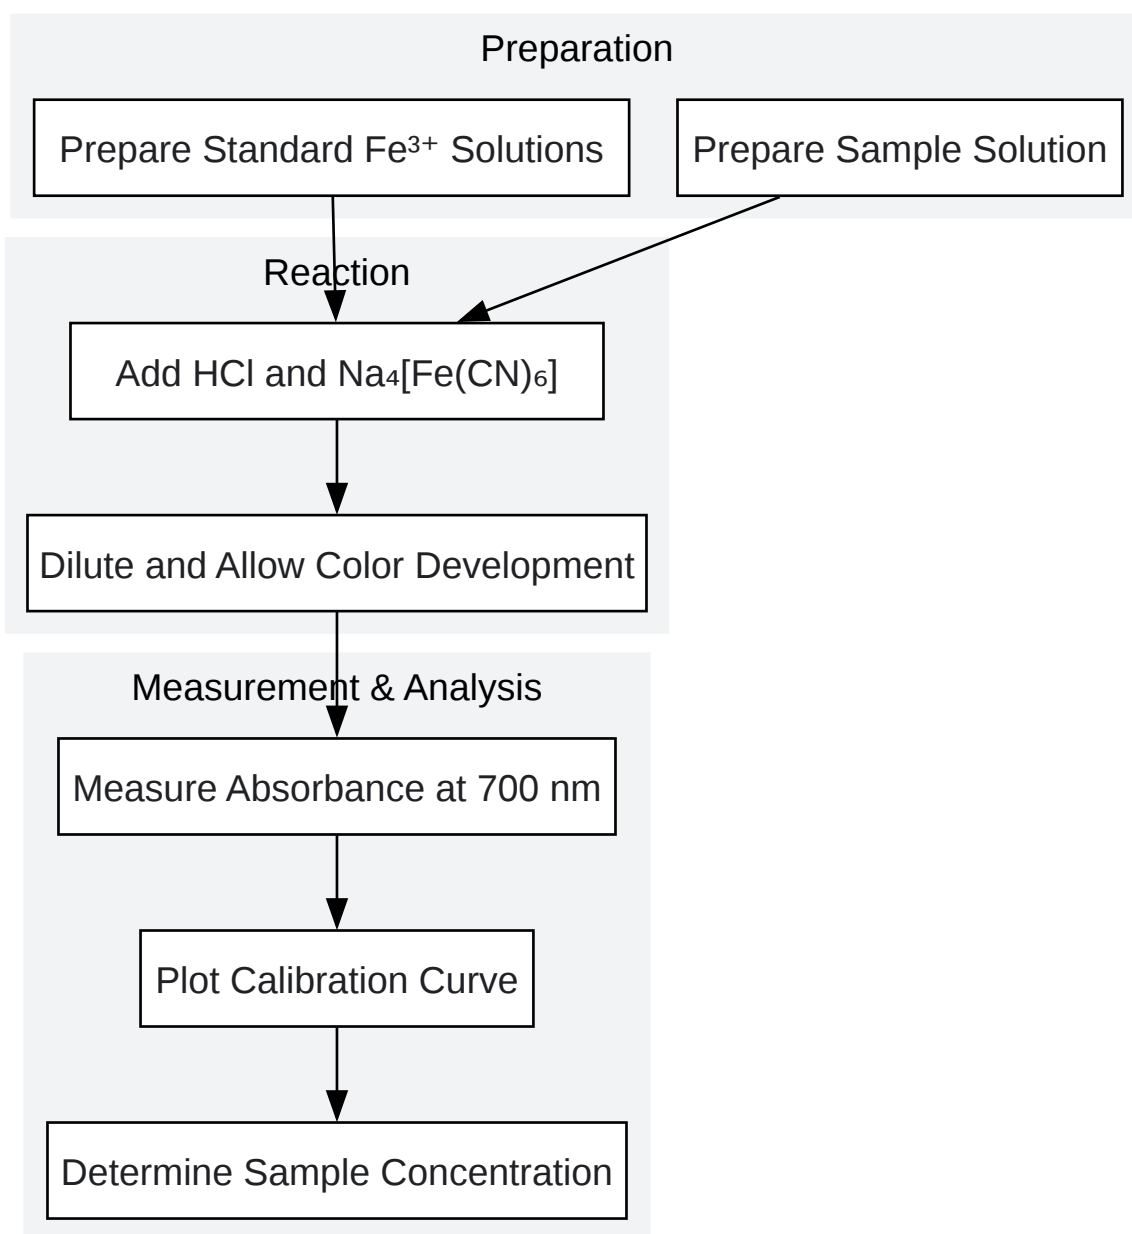 Preparation
Prepare Standard Fe³⁺ Solutions
Prepare Sample Solution
Reaction
Add HCl and Na₄[Fe(CN)₆]
Dilute and Allow Color Development
Measurement & Analysis
Measure Absorbance at 700 nm
Plot Calibration Curve
Determine Sample Concentration